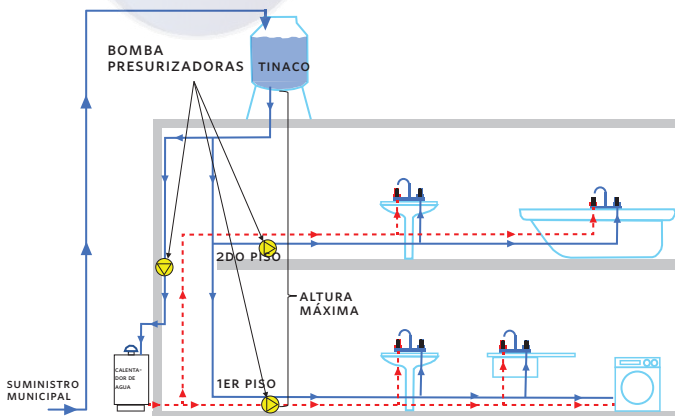 BOMBA
PRESURIZADORAS
TINACO
2DO PISO
ALTURA
MÁXIMA
CALENTA-
DOR DE
AGUA
1ER PISO
SUMINISTRO
MUNICIPAL